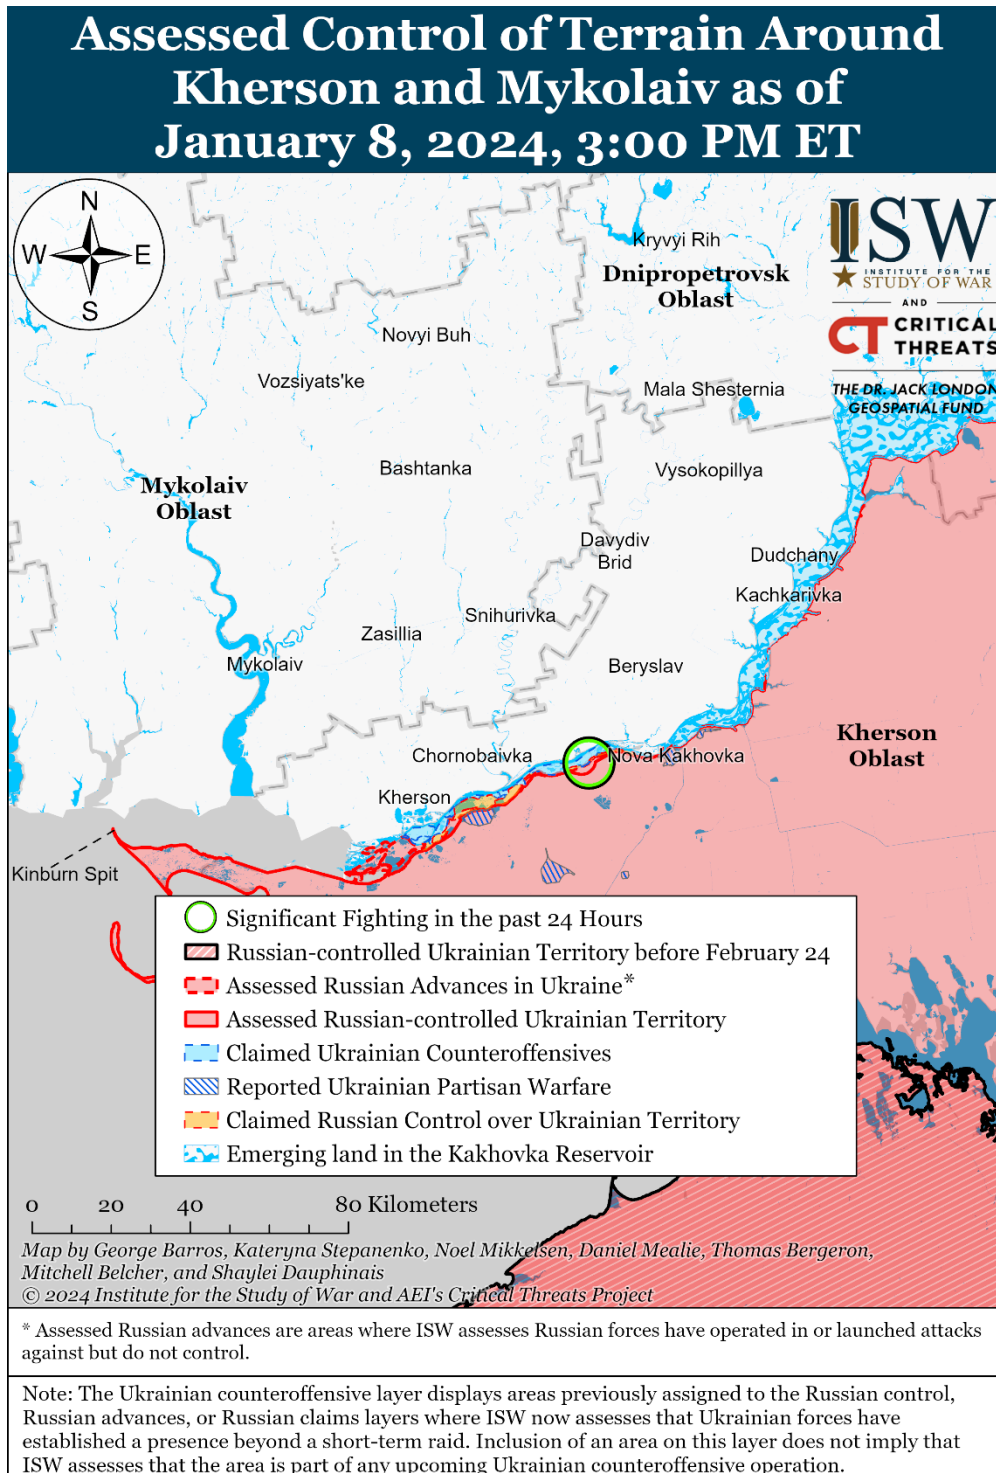 Assessed Control of Terrain Around
Kherson and Mykolaiv as of
January 8, 2024, 3:00 PM ET
N
W E
S
ISW
INSTITUTE FOR THE
STUDY OF WAR
AND
CT CRITICAL
THREATS
THE DR. JACK LONDON
GEOSPATIAL FUND
Kryvyi Rih
Dnipropetrovsk
Oblast
Novyi Buh
Vozsiyats'ke
Mala Shesternia
Bashtanka
Vysokopillya
Mykolaiv
Oblast
Davydiv
Brid
Dudchany
Kachkarivka
Snihurivka
Zasillia
Mykolaiv
Beryslav
Kherson
Oblast
Chornobaivka
Nova Kakhovka
Kherson
Kinburn Spit
Significant Fighting in the past 24 Hours
Russian-controlled Ukrainian Territory before February 24
Assessed Russian Advances in Ukraine*
Assessed Russian-controlled Ukrainian Territory
Claimed Ukrainian Counteroffensives
Reported Ukrainian Partisan Warfare
Claimed Russian Control over Ukrainian Territory
Emerging land in the Kakhovka Reservoir
0 20 40 80 Kilometers
Map by George Barros, Kateryna Stepanenko, Noel Mikkelsen, Daniel Mealie, Thomas Bergeron,
Mitchell Belcher, and Shaylei Dauphinais
© 2024 Institute for the Study of War and AEI's Critical Threats Project
* Assessed Russian advances are areas where ISW assesses Russian forces have operated in or launched attacks
against but do not control.
Note: The Ukrainian counteroffensive layer displays areas previously assigned to the Russian control,
Russian advances, or Russian claims layers where ISW now assesses that Ukrainian forces have
established a presence beyond a short-term raid. Inclusion of an area on this layer does not imply that
ISW assesses that the area is part of any upcoming Ukrainian counteroffensive operation.